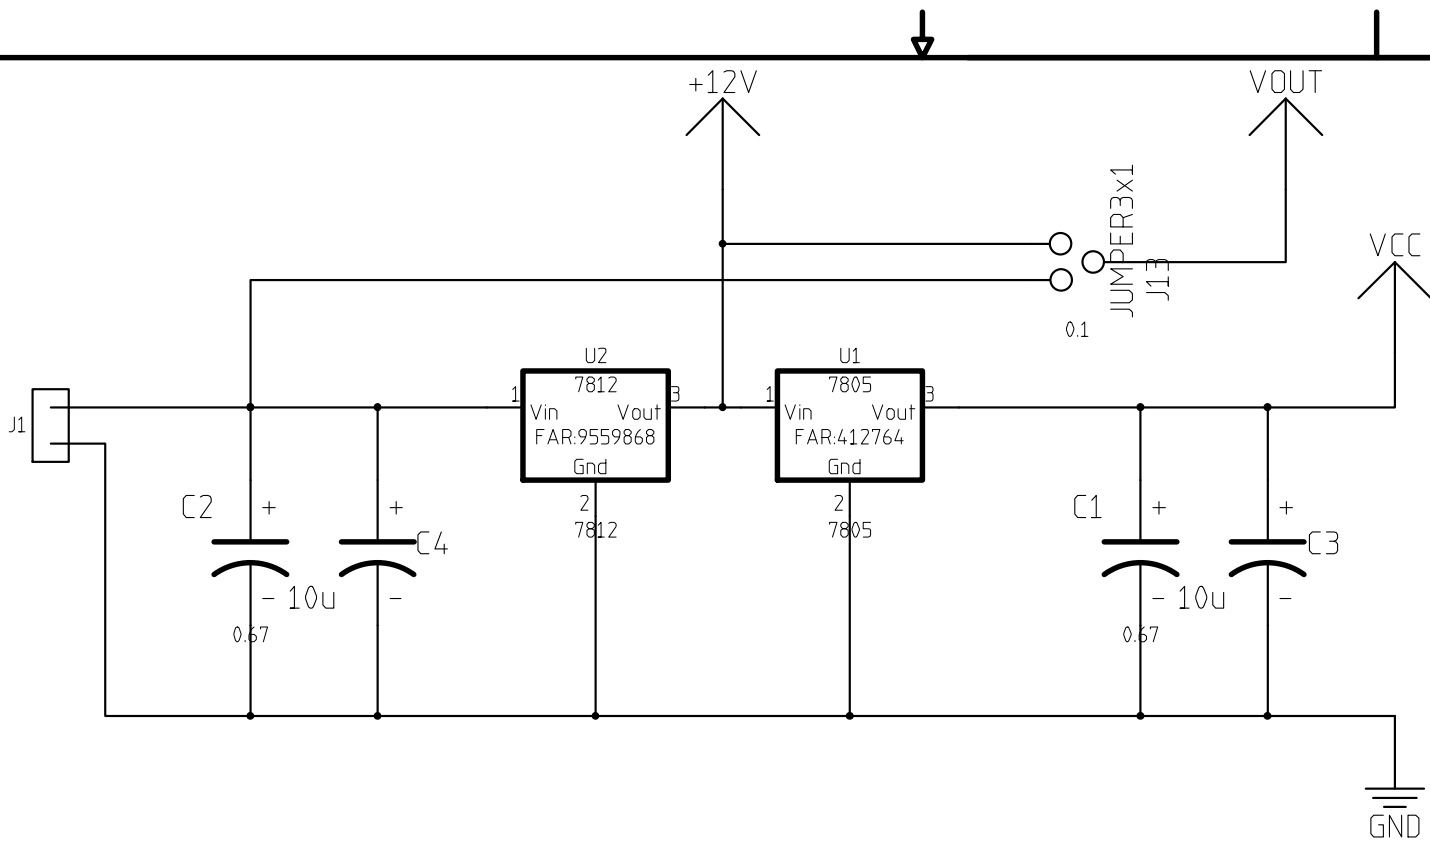 +12V
VOUT
JUMPER3x1
J13
VCC
0.1
U2
7812
1
3
Vin Vout
FAR:9559868
Gnd
2
7812
U1
7805
1
3
Vin Vout
FAR:412764
Gnd
2
7805
J1
C2
+
+
C4
- 10u
-
0.67
C1
+
+
C3
- 10u
-
0.67
GND